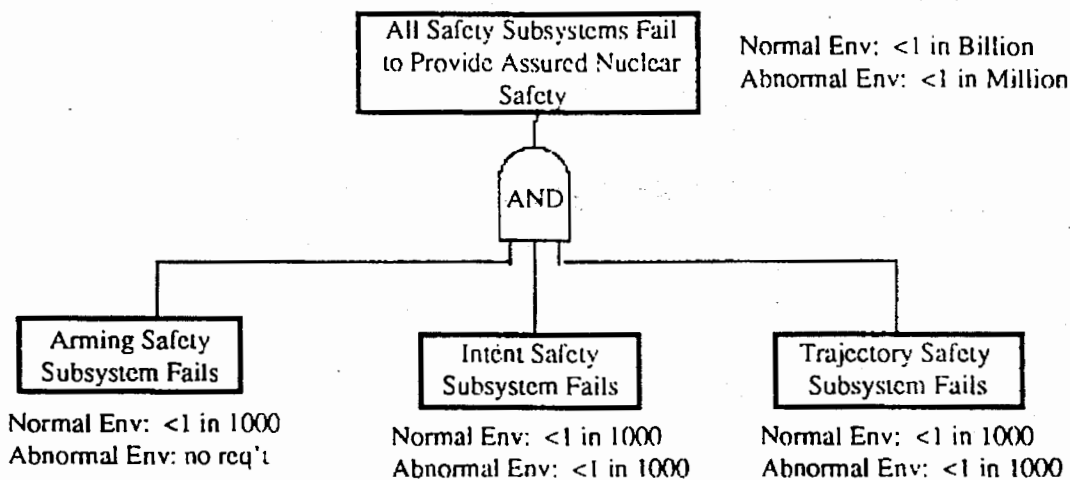 All Safety Subsystems Fail
to Provide Assured Nuclear
Safety
Normal Env: <1 in Billion
Abnormal Env: <1 in Million
AND
Arming Safety
Subsystem Fails
Normal Env: <1 in 1000
Abnormal Env: no req't
Intent Safety
Subsystem Fails
Normal Env: <1 in 1000
Abnormal Env: <1 in 1000
Trajectory Safety
Subsystem Fails
Normal Env: <1 in 1000
Abnormal Env: <1 in 1000